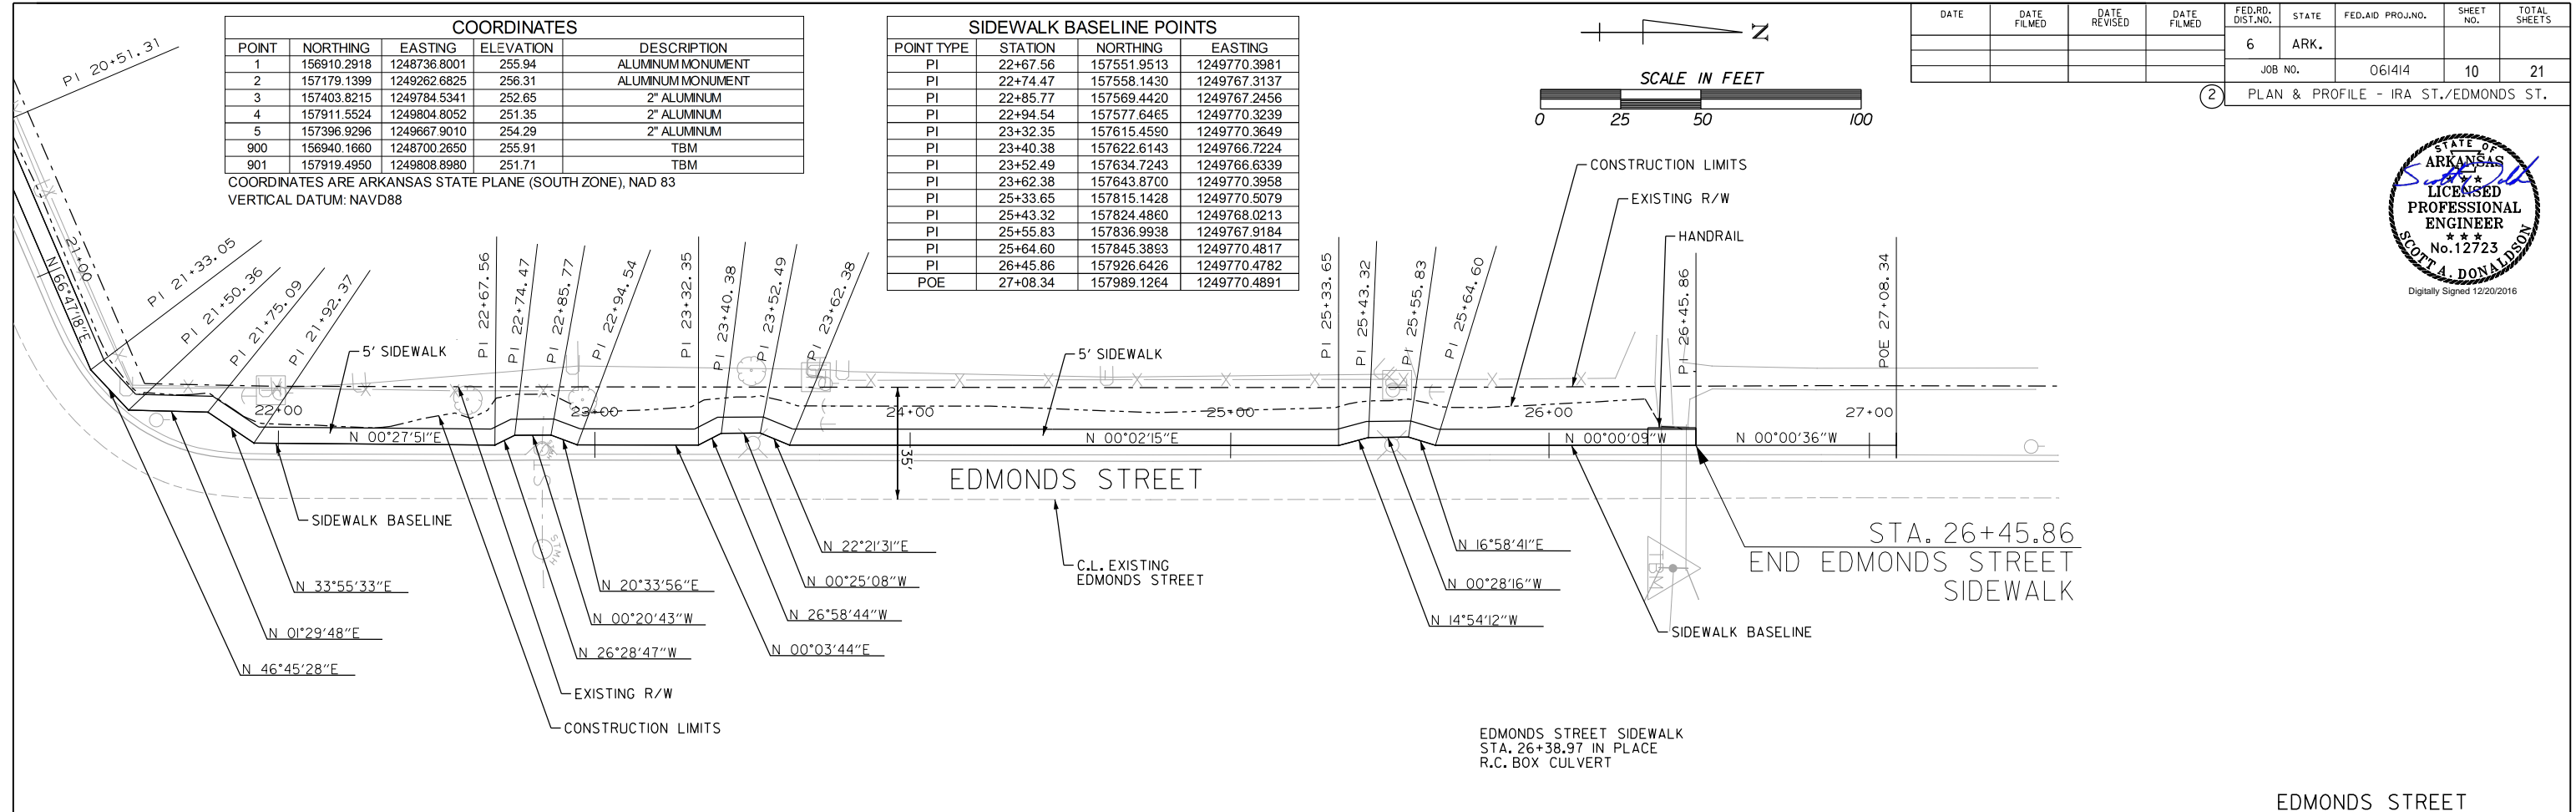 COORDINATES
POINT NORTHING EASTING ELEVATION DESCRIPTION
1 156910.2918 1248736.8001 255.94 ALUMINUM MONUMENT
2 157179.1399 1249262.6825 256.31 ALUMINUM MONUMENT
3 157403.8215 1249784.5341 252.65 2" ALUMINUM
4 157911.5524 1249804.8052 251.35 2" ALUMINUM
5 157396.9296 1249667.9010 254.29 2" ALUMINUM
900 156940.1660 1248700.2650 255.91 TBM
901 157919.4950 1249808.8980 251.71 TBM
COORDINATES ARE ARKANSAS STATE PLANE (SOUTH ZONE), NAD 83
VERTICAL DATUM: NAVD88
SIDEWALK BASELINE POINTS
POINT TYPE STATION NORTHING EASTING
PI 22+67.56 157551.9513 1249770.3981
PI 22+74.47 157558.1430 1249767.3137
PI 22+85.77 157569.4420 1249767.2456
PI 22+94.54 157577.6465 1249770.3239
PI 23+32.35 157615.4590 1249770.3649
PI 23+40.38 157622.6143 1249766.7224
PI 23+52.49 157634.7243 1249766.6339
PI 23+62.38 157643.8700 1249770.3958
PI 25+33.65 157815.1428 1249770.5079
PI 25+43.32 157824.4860 1249768.0213
PI 25+55.83 157836.9938 1249767.9184
PI 25+64.60 157845.3893 1249770.4817
PI 26+45.86 157926.6426 1249770.4782
POE 27+08.34 157989.1264 1249770.4891
N
SCALE IN FEET
0 25 50 100
DATE DATE FILMED DATE REVISED DATE FILMED FED.RD. DIST.NO. STATE FED.AID PROJ.NO. SHEET NO. TOTAL SHEETS
6 ARK.
JOB NO. 061414 10 21
2 PLAN & PROFILE - IRA ST./EDMONDS ST.
STATE OF
ARKANSAS
LICENSED
PROFESSIONAL
ENGINEER
No.12723
SCOTT A. DONALDSON
Digitally Signed 12/20/2016
PI 20+51.31
21+00
N 66°47'18"E
PI 21+33.05
PI 21+50.36
PI 21+75.09
PI 21+92.37
PI 22+67.56
PI 22+74.47
PI 22+85.77
PI 22+94.54
PI 23+32.35
PI 23+40.38
PI 23+52.49
PI 23+62.38
PI 25+33.65
PI 25+43.32
PI 25+55.83
PI 25+64.60
PI 26+45.86
POE 27+08.34
CONSTRUCTION LIMITS
EXISTING R/W
HANDRAIL
5' SIDEWALK
5' SIDEWALK
22+00
23+00
24+00
25+00
26+00
27+00
N 00°27'51"E
N 00°02'15"E
N 00°00'09"W
N 00°00'36"W
35'
EDMONDS STREET
SIDEWALK BASELINE
STMH
C.L. EXISTING
EDMONDS STREET
N 22°21'31"E
N 00°25'08"W
N 26°58'44"W
N 00°03'44"E
N 20°33'56"E
N 00°20'43"W
N 26°28'47"W
N 33°55'33"E
N 01°29'48"E
N 46°45'28"E
EXISTING R/W
CONSTRUCTION LIMITS
N 16°58'41"E
N 00°28'16"W
N 14°54'12"W
TBM
SIDEWALK BASELINE
STA. 26+45.86
END EDMONDS STREET
SIDEWALK
EDMONDS STREET SIDEWALK
STA. 26+38.97 IN PLACE
R.C. BOX CULVERT
EDMONDS STREET